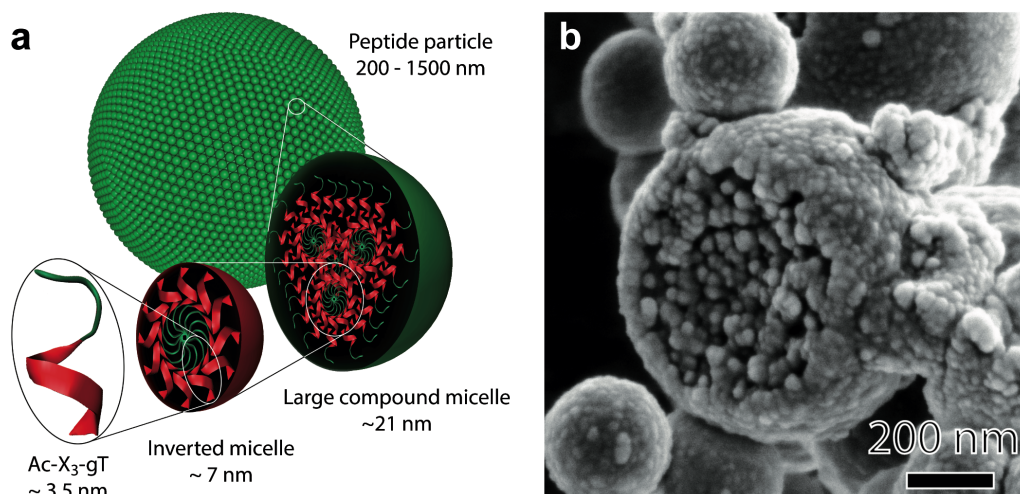 a
Peptide particle
200 - 1500 nm
Large compound micelle
~21 nm
Inverted micelle
~ 7 nm
Ac-X₃-gT
~ 3.5 nm
b
200 nm